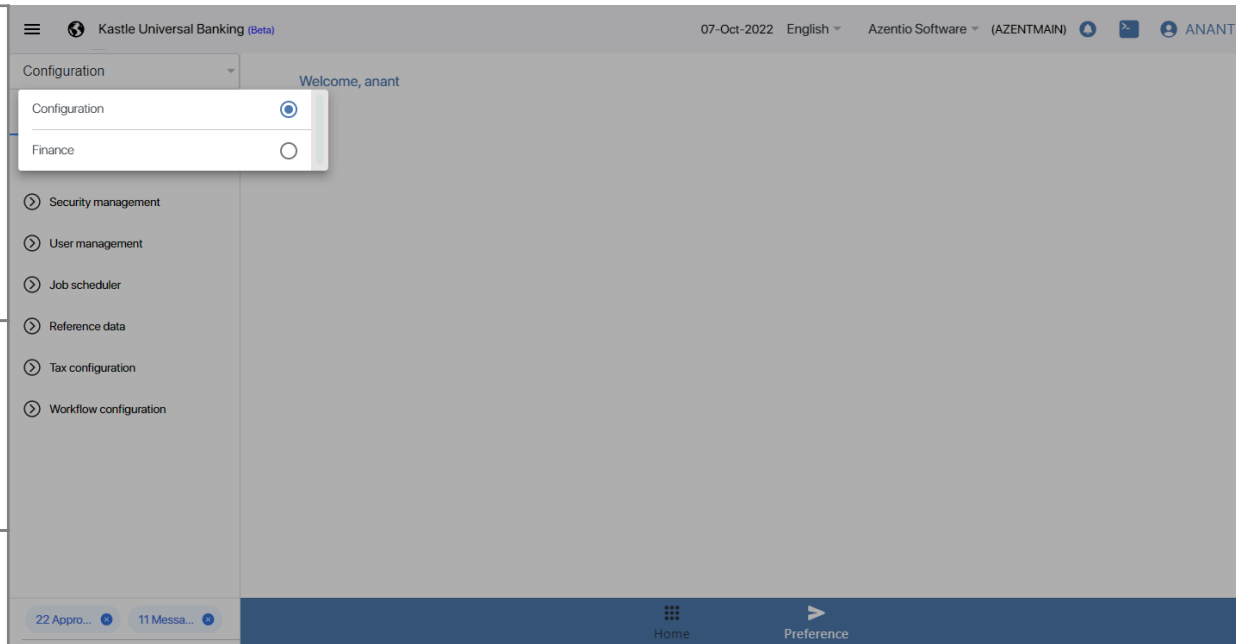 Kastle Universal Banking (Beta)
07-Oct-2022 English Azentio Software (AZENTMAIN) ANANT
Configuration
Welcome, anant
Configuration
Finance
Security management
User management
Job scheduler
Reference data
Tax configuration
Workflow configuration
22 Appro... 11 Messa...
Home Preference